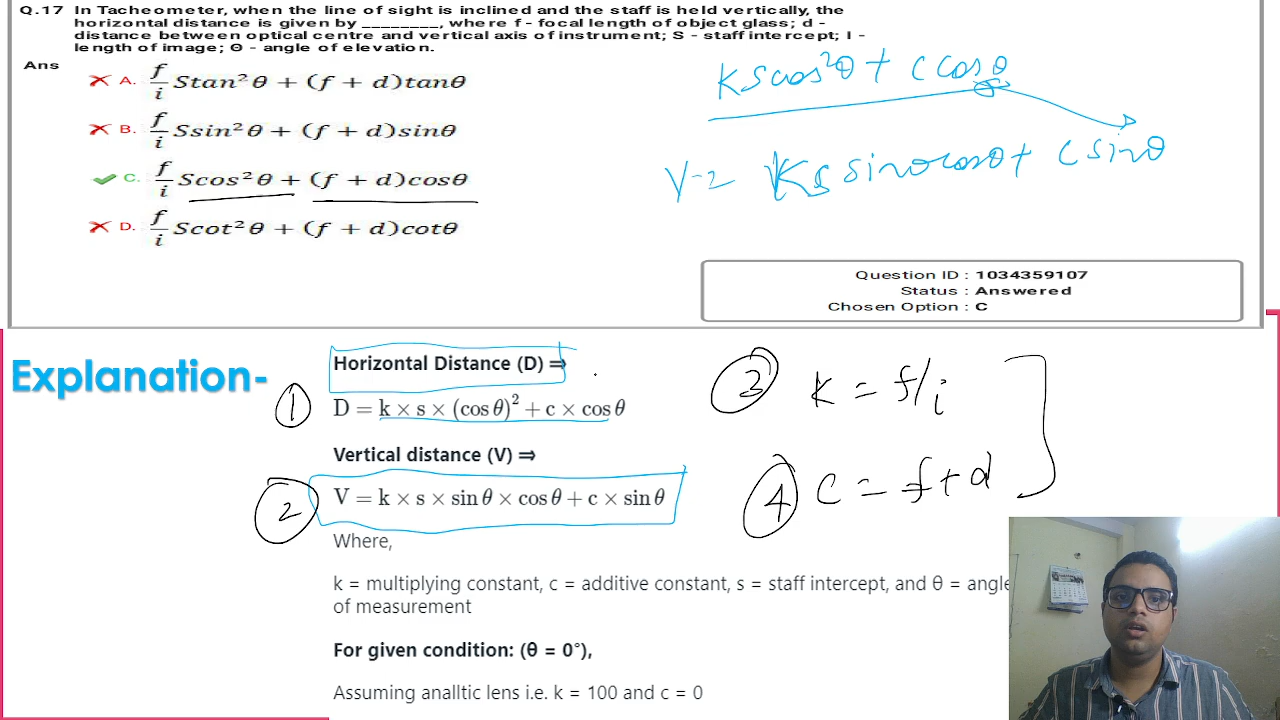 Q.17 In Tacheometer, when the line of sight is inclined and the staff is held vertically, the
horizontal distance is given by ________, where f - focal length of object glass; d -
distance between optical centre and vertical axis of instrument; S - staff intercept; I -
length of image; Θ - angle of elevation.
Ans
A. f/i Stan²θ + (f + d)tanθ
B. f/i Ssin²θ + (f + d)sinθ
C. f/i Scos²θ + (f + d)cosθ
D. f/i Scot²θ + (f + d)cotθ
KS cos²θ + C cosθ
V = KS sinθ cosθ + C sinθ
Question ID : 1034359107
Status : Answered
Chosen Option : C
Explanation-
Horizontal Distance (D) ⇒
① D = k × s × (cos θ)² + c × cos θ
Vertical distance (V) ⇒
② V = k × s × sin θ × cos θ + c × sin θ
Where,
k = multiplying constant, c = additive constant, s = staff intercept, and θ = angle
of measurement
For given condition: (θ = 0°),
Assuming analltic lens i.e. k = 100 and c = 0
③ K = f/i
④ C = f+d